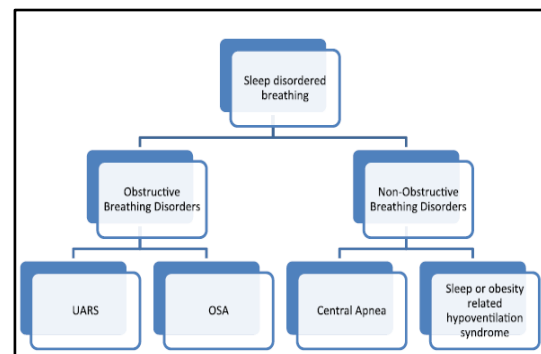 Sleep disordered
breathing
Obstructive
Breathing Disorders
Non-Obstructive
Breathing Disorders
UARS
OSA
Central Apnea
Sleep or obesity
related
hypoventilation
syndrome